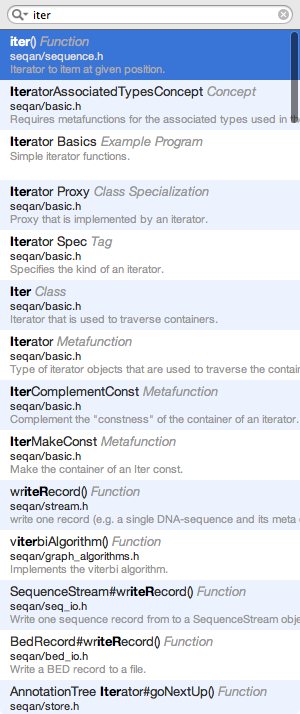 iter
iter() Function
seqan/sequence.h
Iterator to item at given position.
IteratorAssociatedTypesConcept Concept
seqan/basic.h
Requires metafunctions for the associated types used in the
Iterator Basics Example Program
Simple iterator functions.
Iterator Proxy Class Specialization
seqan/basic.h
Proxy that is implemented by an iterator.
Iterator Spec Tag
seqan/basic.h
Specifies the kind of an iterator.
Iter Class
seqan/basic.h
Iterator that is used to traverse containers.
Iterator Metafunction
seqan/basic.h
Type of iterator objects that are used to traverse the contain
IterComplementConst Metafunction
seqan/basic.h
Complement the "constness" of the container of an iterator.
IterMakeConst Metafunction
seqan/basic.h
Make the container of an Iter const.
writeRecord() Function
seqan/stream.h
write one record (e.g. a single DNA-sequence and its meta
viterbiAlgorithm() Function
seqan/graph_algorithms.h
Implements the viterbi algorithm.
SequenceStream#writeRecord() Function
seqan/seq_io.h
Write one sequence record from to a SequenceStream obje
BedRecord#writeRecord() Function
seqan/bed_io.h
Write a BED record to a file.
AnnotationTree Iterator#goNextUp() Function
seqan/store.h